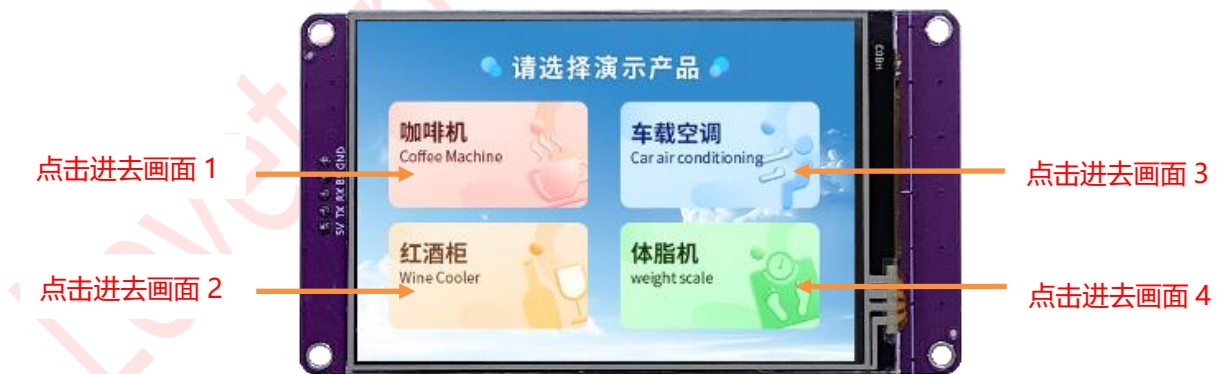 请选择演示产品
咖啡机
Coffee Machine
车载空调
Car air conditioning
红酒柜
Wine Cooler
体脂机
weight scale
点击进去画面 1
点击进去画面 2
点击进去画面 3
点击进去画面 4
5V TX RX BS GND